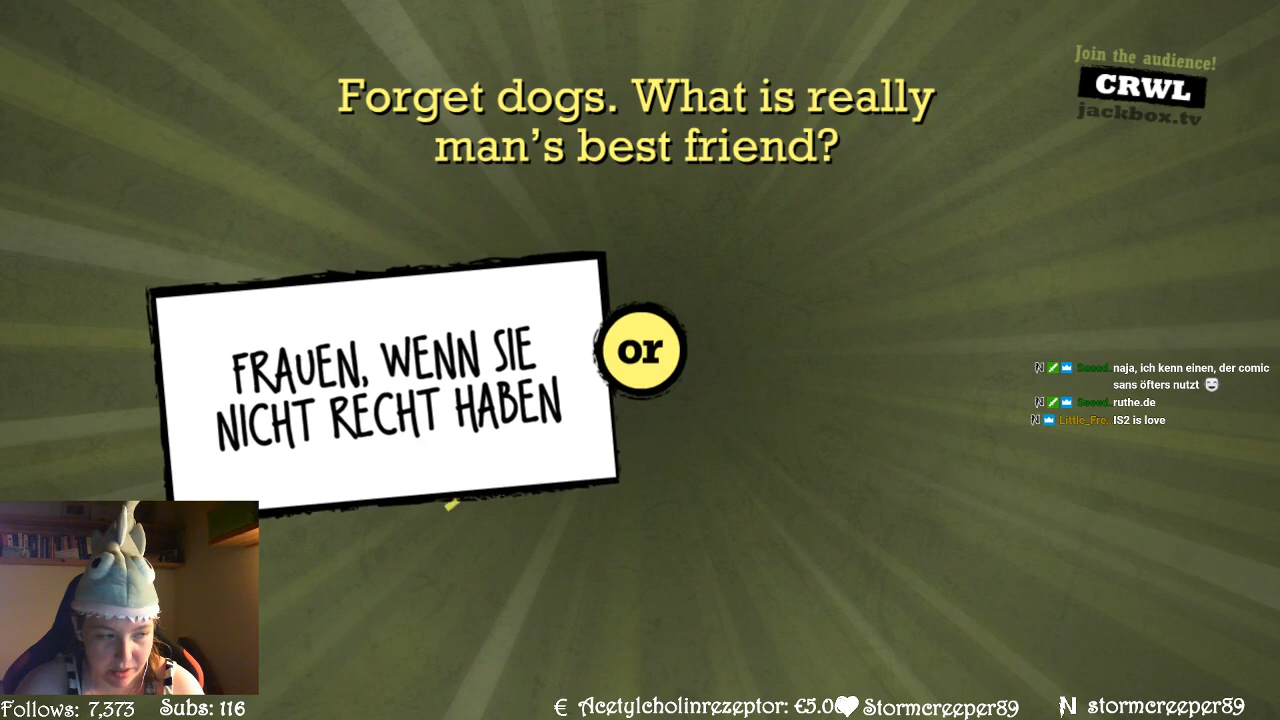 Join the audience!
CRWL
jackbox.tv
Forget dogs. What is really
man's best friend?
FRAUEN, WENN SIE
NICHT RECHT HABEN
or
naja, ich kenn einen, der comic
sans öfters nutzt
ruthe.de
Little_Fre.. IS2 is love
Follows: 7,373
Subs: 116
€ Acetylcholinrezeptor: €5.0
Stormcreeper89
N stormcreeper89